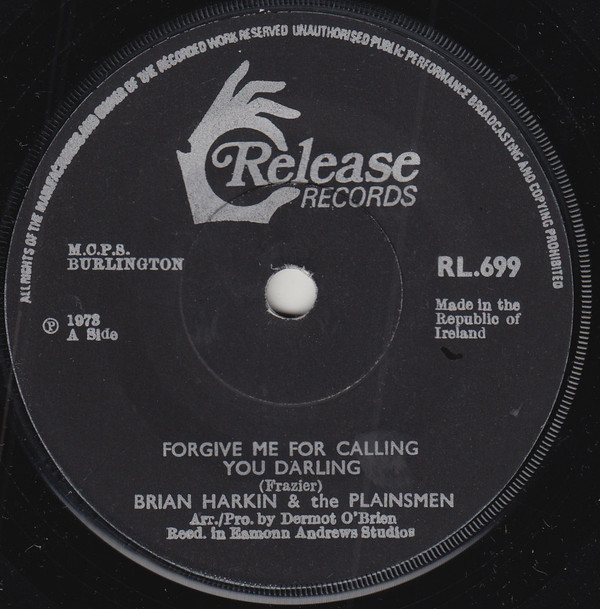 ALL RIGHTS OF THE MANUFACTURER AND OWNER OF THE RECORDED WORK RESERVED UNAUTHORISED PUBLIC PERFORMANCE BROADCASTING AND COPYING PROHIBITED
Release
RECORDS
M.C.P.S.
BURLINGTON
RL.699
℗ 1973
A Side
Made in the
Republic of
Ireland
FORGIVE ME FOR CALLING
YOU DARLING
(Frazier)
BRIAN HARKIN & the PLAINSMEN
Arr./Pro. by Dermot O'Brien
Recd. in Eamonn Andrews Studios